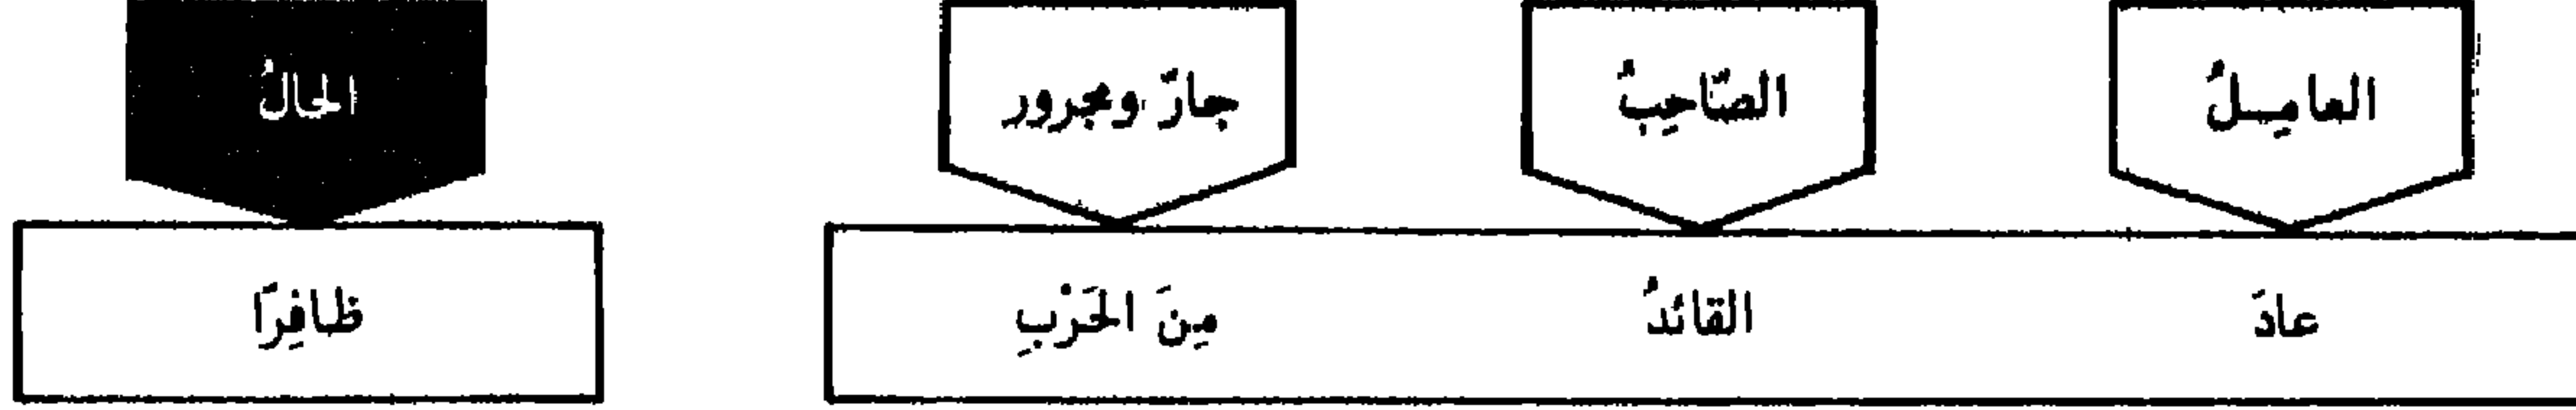 العامِلُ الصّاحِبُ جارّ ومجرور الحالُ
عادَ القائدُ مِنَ الحَرْبِ ظافِرًا